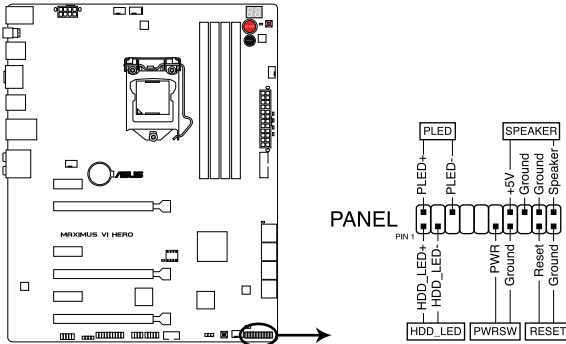 PLED
SPEAKER
PLED+
PLED-
+5V
Ground
Ground
Speaker
PANEL
PIN 1
HDD_LED+
HDD_LED-
PWR
Ground
Reset
Ground
HDD_LED
PWRSW
RESET
/ISUS
MAXIMUS VI HERO